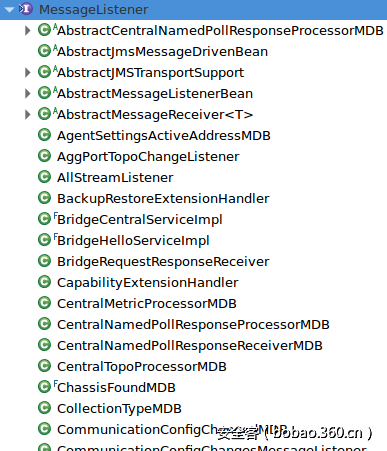 MessageListener
AbstractCentralNamedPollResponseProcessorMDB
AbstractJmsMessageDrivenBean
AbstractJMSTransportSupport
AbstractMessageListenerBean
AbstractMessageReceiver<T>
AgentSettingsActiveAddressMDB
AggPortTopoChangeListener
AllStreamListener
BackupRestoreExtensionHandler
BridgeCentralServiceImpl
BridgeHelloServiceImpl
BridgeRequestResponseReceiver
CapabilityExtensionHandler
CentralMetricProcessorMDB
CentralNamedPollResponseProcessorMDB
CentralNamedPollResponseReceiverMDB
CentralTopoProcessorMDB
ChassisFoundMDB
CollectionTypeMDB
安全客 ( bobao.360.cn )
CommunicationConfigChangesMessageListener